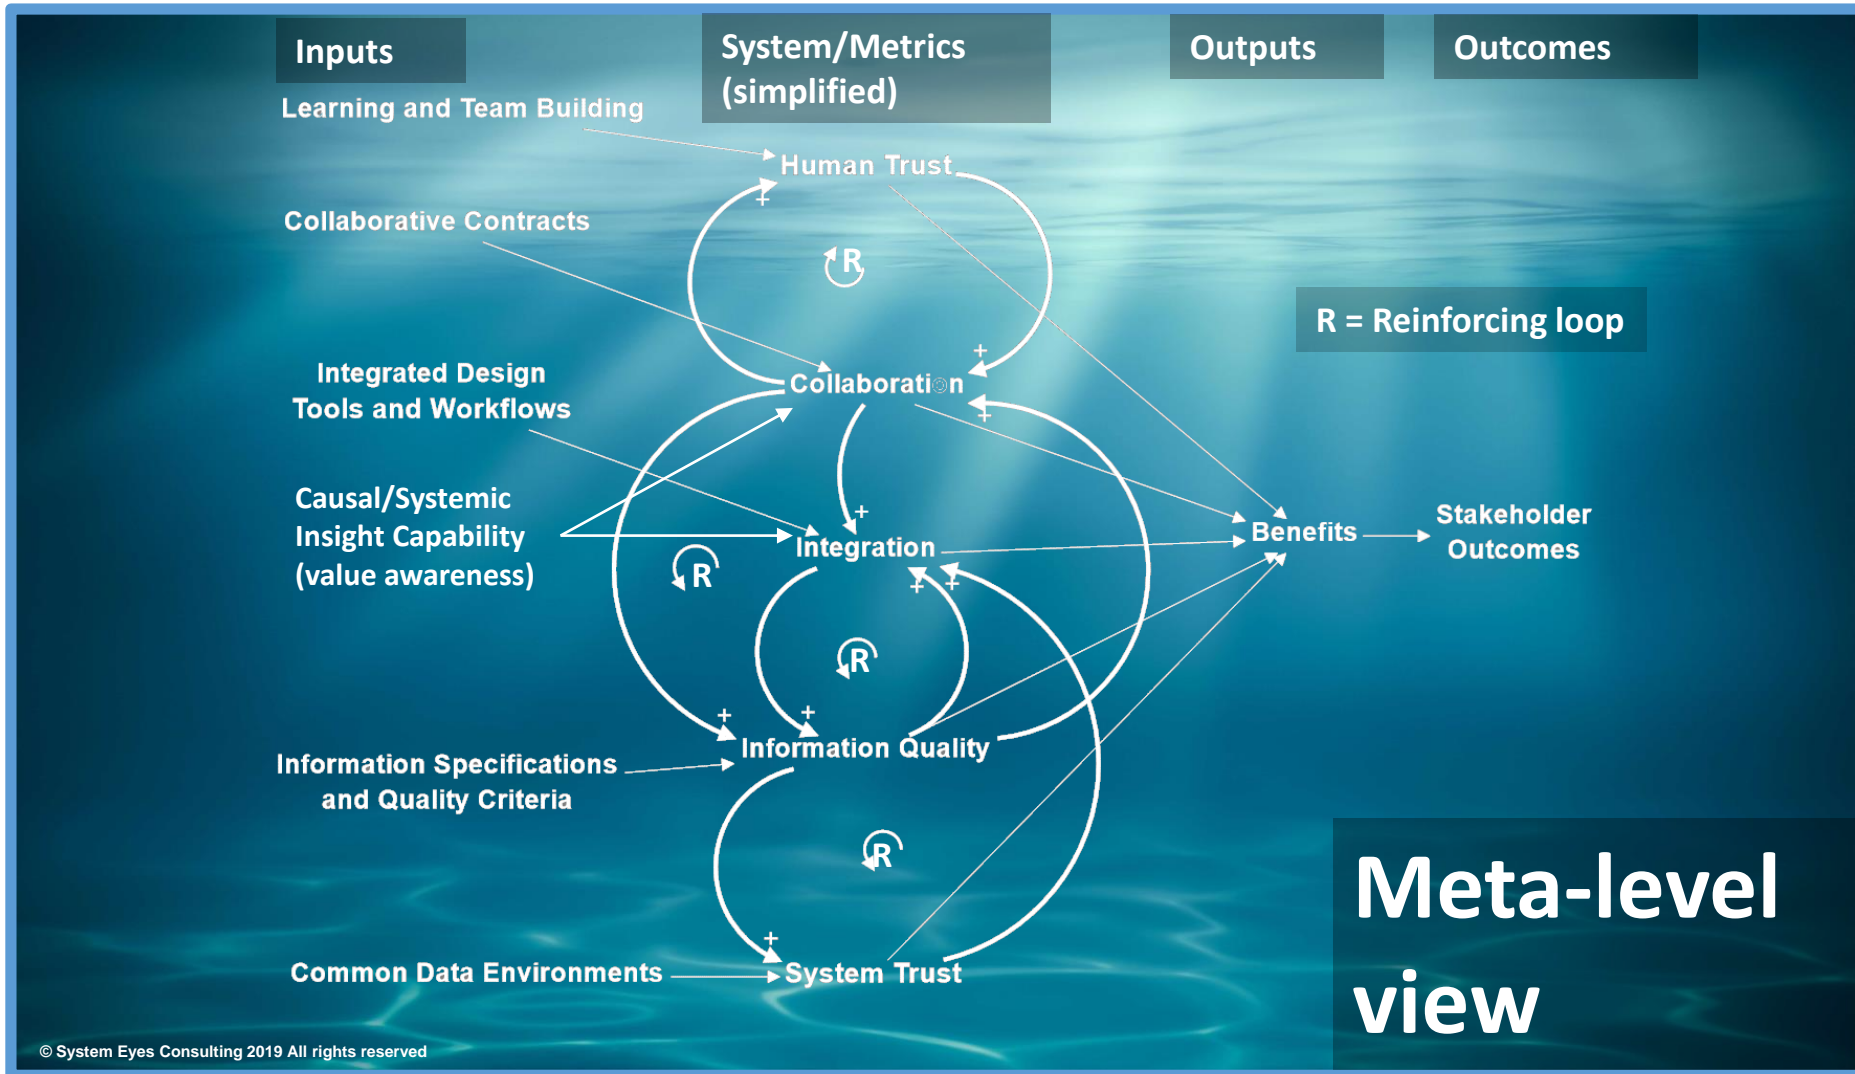 Inputs
System/Metrics
(simplified)
Outputs
Outcomes
Learning and Team Building
Human Trust
+
Collaborative Contracts
R
R = Reinforcing loop
+
Integrated Design
Tools and Workflows
Collaboration
+
Causal/Systemic
Insight Capability
(value awareness)
+
Integration
Benefits
Stakeholder
Outcomes
R
+ +
R
+
+
Information Quality
Information Specifications
and Quality Criteria
R
+
Common Data Environments
System Trust
Meta-level
view
© System Eyes Consulting 2019 All rights reserved